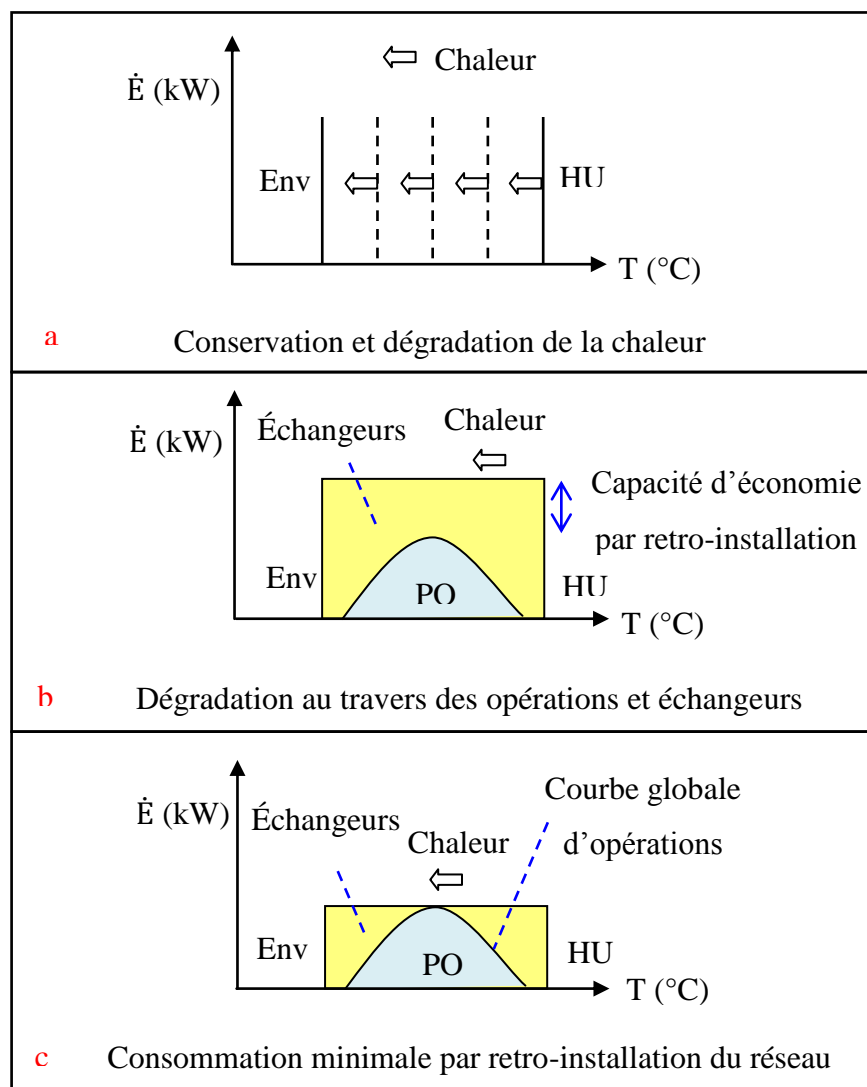 Chaleur
Ė (kW)
Env
HU
T (°C)
a
Conservation et dégradation de la chaleur
Échangeurs
Chaleur
Ė (kW)
Capacité d'économie
par retro-installation
Env
PO
HU
T (°C)
b
Dégradation au travers des opérations et échangeurs
Courbe globale
Ė (kW)
Échangeurs
d'opérations
Chaleur
Env
PO
HU
T (°C)
c
Consommation minimale par retro-installation du réseau